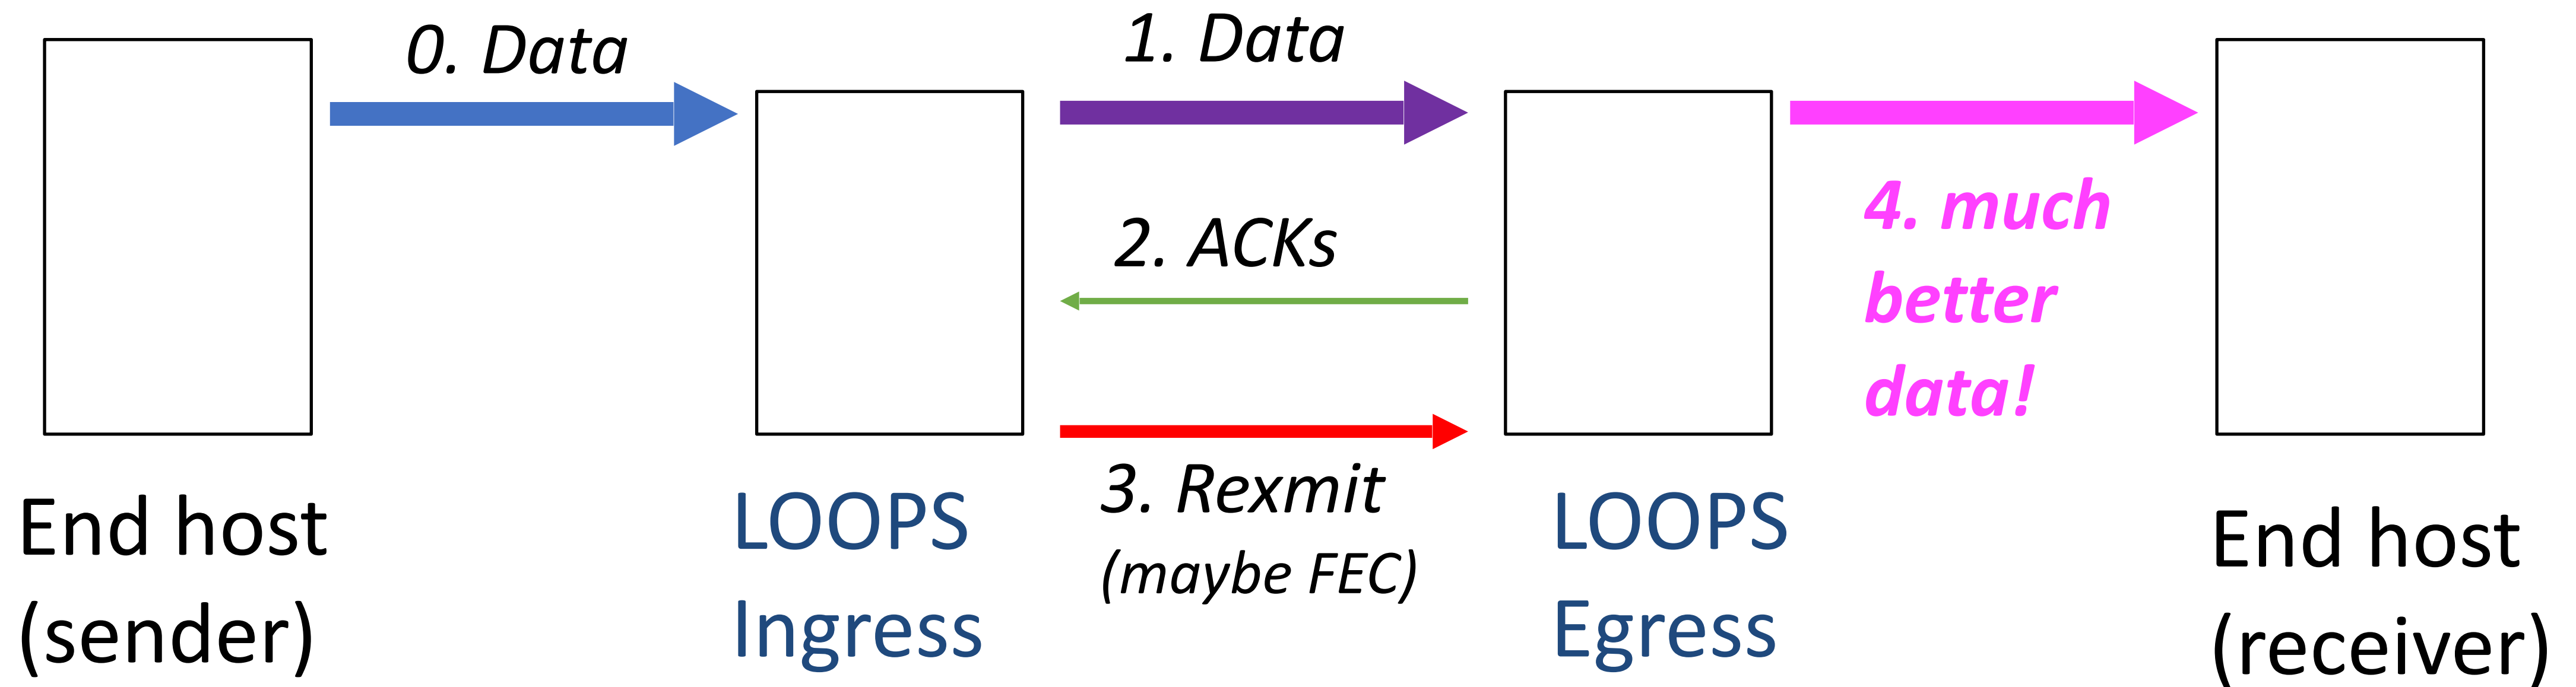 0. Data
1. Data
2. ACKs
3. Rexmit
(maybe FEC)
4. much
better
data!
End host
(sender)
LOOPS
Ingress
LOOPS
Egress
End host
(receiver)